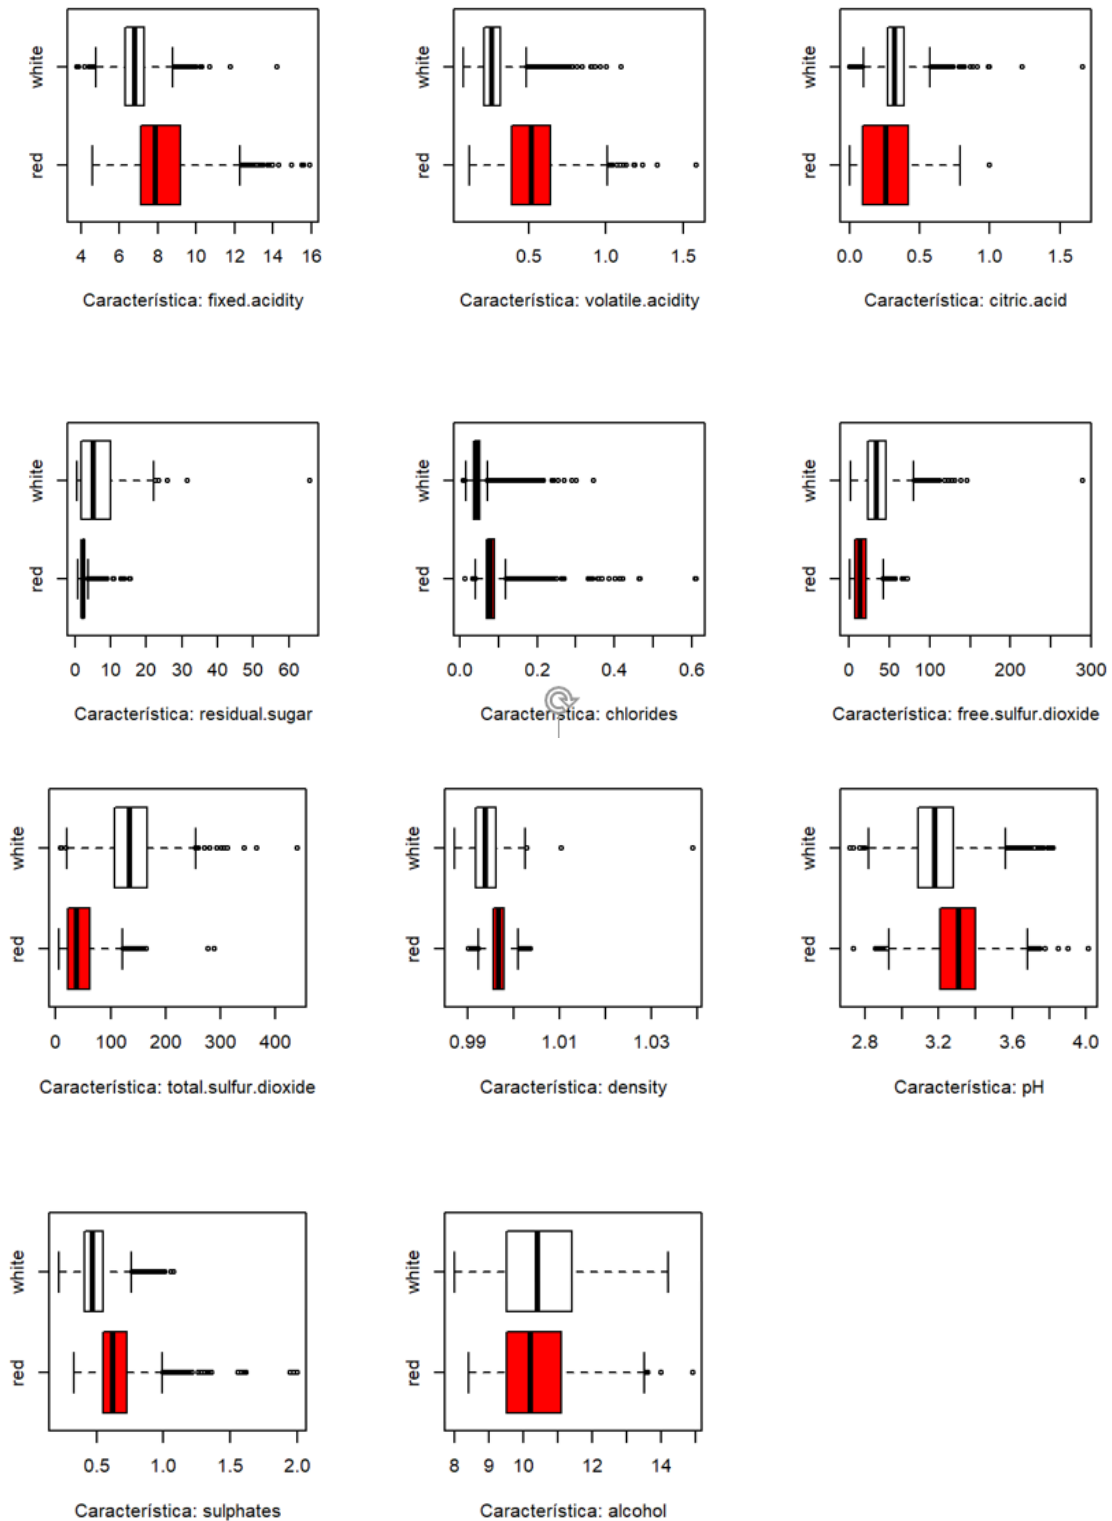 white
red
4 6 8 10 12 14 16
Característica: fixed.acidity
white
red
0.5 1.0 1.5
Característica: volatile.acidity
white
red
0.0 0.5 1.0 1.5
Característica: citric.acid
white
red
0 10 20 30 40 50 60
Característica: residual.sugar
white
red
0.0 0.2 0.4 0.6
Característica: chlorides
white
red
0 50 100 200 300
Característica: free.sulfur.dioxide
white
red
0 100 200 300 400
Característica: total.sulfur.dioxide
white
red
0.99 1.01 1.03
Característica: density
white
red
2.8 3.2 3.6 4.0
Característica: pH
white
red
0.5 1.0 1.5 2.0
Característica: sulphates
white
red
8 9 10 12 14
Característica: alcohol